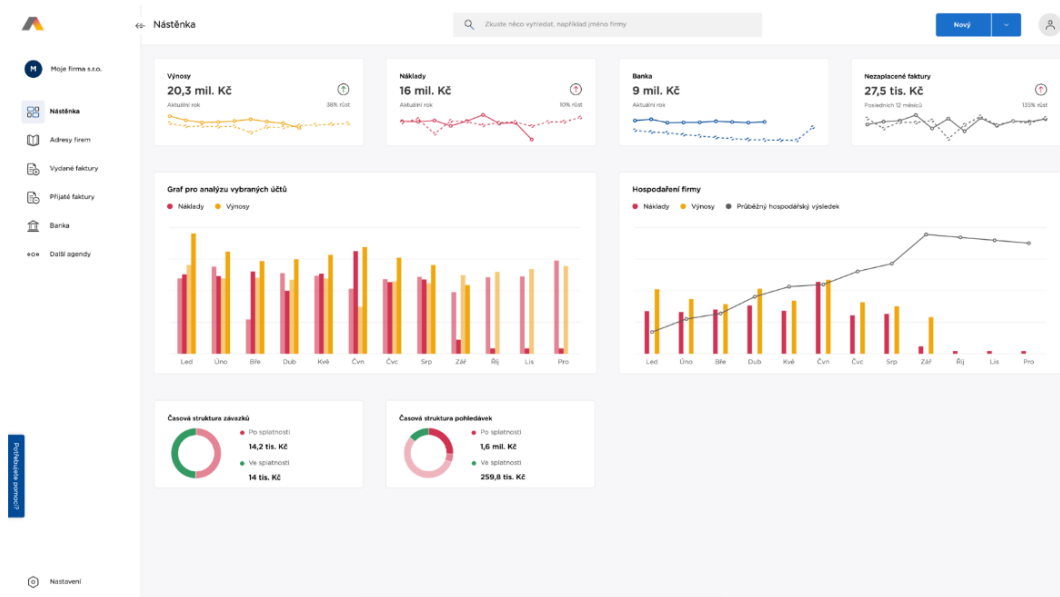 Nástěnka
Zkuste něco vyhledat, například jméno firmy
Nový
M
Moje firma s.r.o.
Nástěnka
Adresy firem
Vydané faktury
Přijaté faktury
Banka
Další agendy
Potřebujete pomoci?
Nastavení
Výnosy
20,3 mil. Kč
Aktuální rok
38% růst
Náklady
16 mil. Kč
Aktuální rok
10% růst
Banka
9 mil. Kč
Aktuální rok
Nezaplacené faktury
27,5 tis. Kč
Posledních 12 měsíců
133% růst
Graf pro analýzu vybraných účtů
Náklady Výnosy
Led Úno Bře Dub Kvě Čvn Čvc Srp Zář Říj Lis Pro
Hospodaření firmy
Náklady Výnosy Průběžný hospodářský výsledek
Led Úno Bře Dub Kvě Čvn Čvc Srp Zář Říj Lis Pro
Časová struktura závazků
Po splatnosti
14,2 tis. Kč
Ve splatnosti
14 tis. Kč
Časová struktura pohledávek
Po splatnosti
1,6 mil. Kč
Ve splatnosti
259,8 tis. Kč